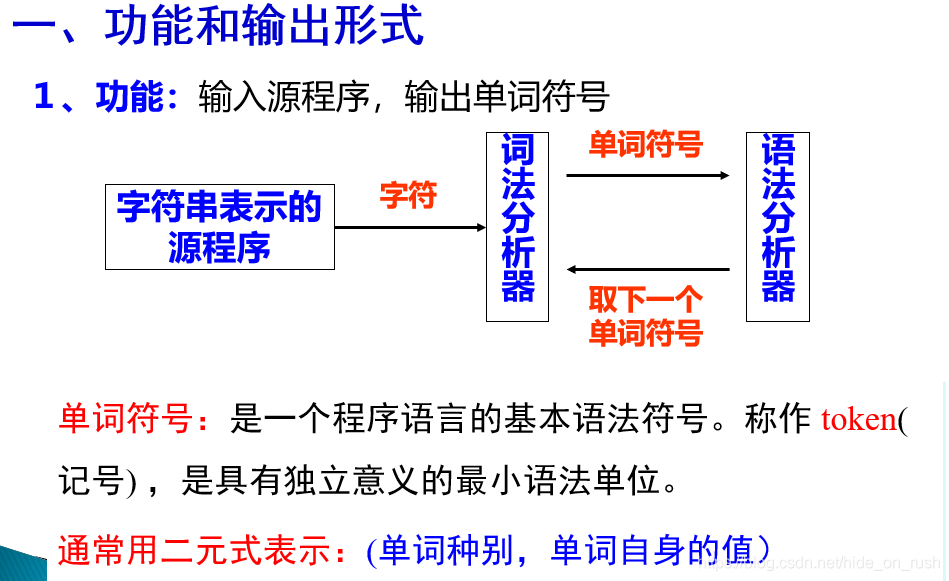 一、功能和输出形式
1、功能：输入源程序，输出单词符号
字符串表示的
源程序
字符
词法分析器
单词符号
取下一个
单词符号
语法分析器
单词符号：是一个程序语言的基本语法符号。称作 token(
记号) ，是具有独立意义的最小语法单位。
通常用二元式表示：(单词种别，单词自身的值）
https://blog.csdn.net/hide_on_rush